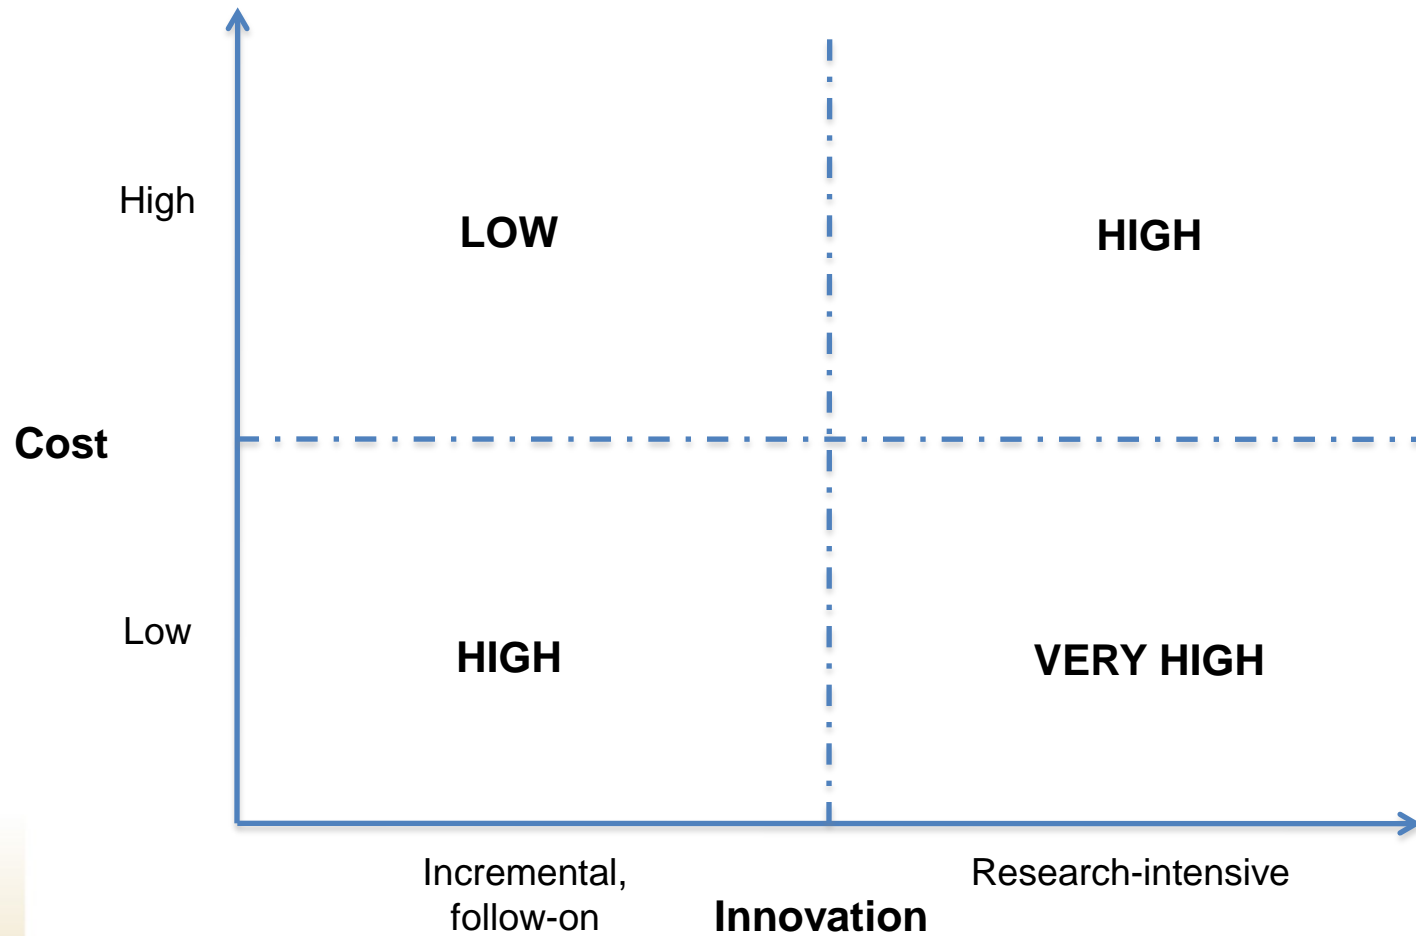 High
LOW
HIGH
Cost
Low
HIGH
VERY HIGH
Incremental,
follow-on
Research-intensive
Innovation